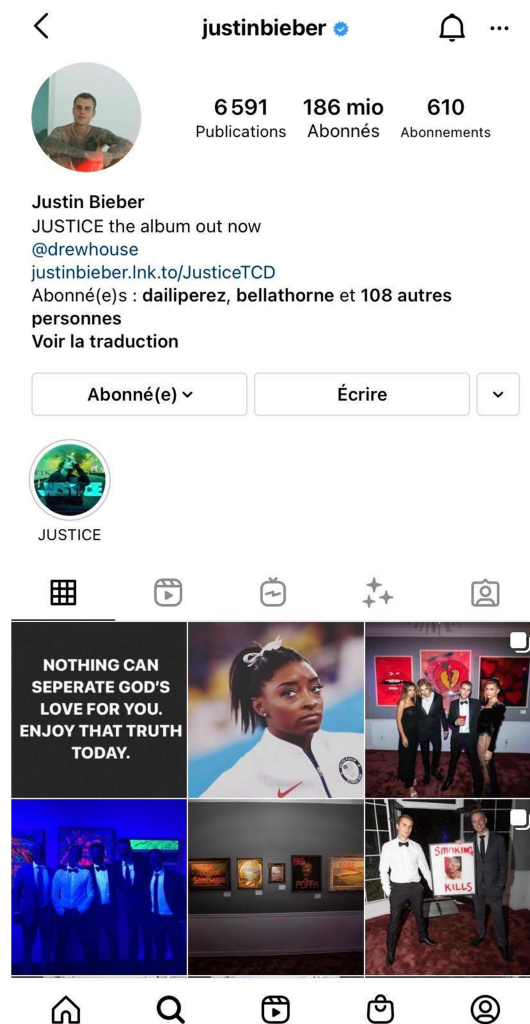 justinbieber
6 591 186 mio 610
Publications Abonnés Abonnements
Justin Bieber
JUSTICE the album out now
@drewhouse
justinbieber.lnk.to/JusticeTCD
Abonné(e)s : dailiperez, bellathorne et 108 autres
personnes
Voir la traduction
Abonné(e) Écrire
JUSTICE
JUSTICE
NOTHING CAN
SEPERATE GOD'S
LOVE FOR YOU.
ENJOY THAT TRUTH
TODAY.
BIG
POPPA
SMOKING
KILLS